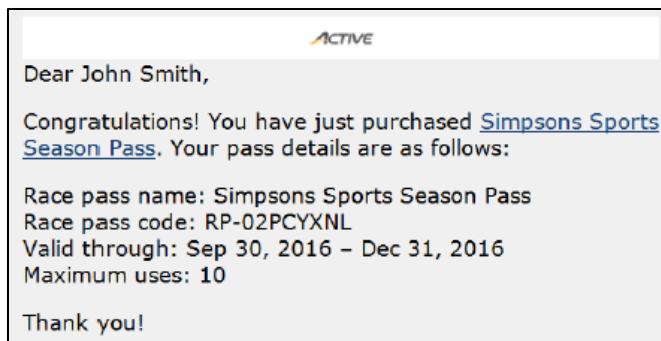 ACTIVE
Dear John Smith,
Congratulations! You have just purchased Simpsons Sports
Season Pass. Your pass details are as follows:
Race pass name: Simpsons Sports Season Pass
Race pass code: RP-02PCYXNL
Valid through: Sep 30, 2016 – Dec 31, 2016
Maximum uses: 10
Thank you!